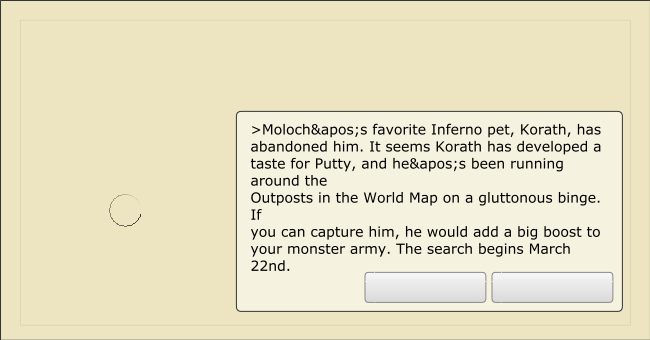 >Moloch&apos;s favorite Inferno pet, Korath, has
abandoned him. It seems Korath has developed a
taste for Putty, and he&apos;s been running
around the
Outposts in the World Map on a gluttonous binge.
If
you can capture him, he would add a big boost to
your monster army. The search begins March
22nd.